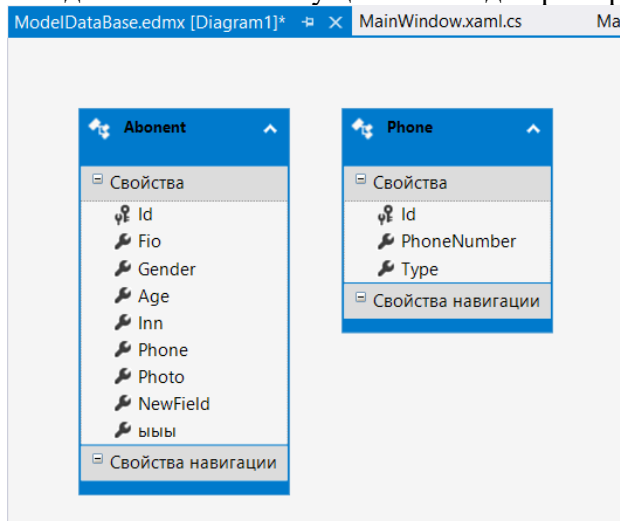 ModelDataBase.edmx [Diagram1]* MainWindow.xaml.cs Ma
Abonent
Свойства
Id
Fio
Gender
Age
Inn
Phone
Photo
NewField
ыыы
Свойства навигации
Phone
Свойства
Id
PhoneNumber
Type
Свойства навигации